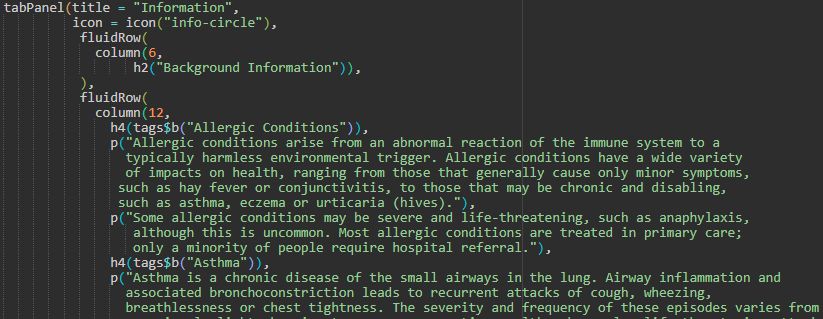 tabPanel(title = "Information",
icon = icon("info-circle"),
fluidRow(
column(6,
h2("Background Information")),
),
fluidRow(
column(12,
h4(tags$b("Allergic Conditions")),
p("Allergic conditions arise from an abnormal reaction of the immune system to a
typically harmless environmental trigger. Allergic conditions have a wide variety
of impacts on health, ranging from those that generally cause only minor symptoms,
such as hay fever or conjunctivitis, to those that may be chronic and disabling,
such as asthma, eczema or urticaria (hives)."),
p("Some allergic conditions may be severe and life-threatening, such as anaphylaxis,
although this is uncommon. Most allergic conditions are treated in primary care;
only a minority of people require hospital referral."),
h4(tags$b("Asthma")),
p("Asthma is a chronic disease of the small airways in the lung. Airway inflammation and
associated bronchoconstriction leads to recurrent attacks of cough, wheezing,
breathlessness or chest tightness. The severity and frequency of these episodes varies from